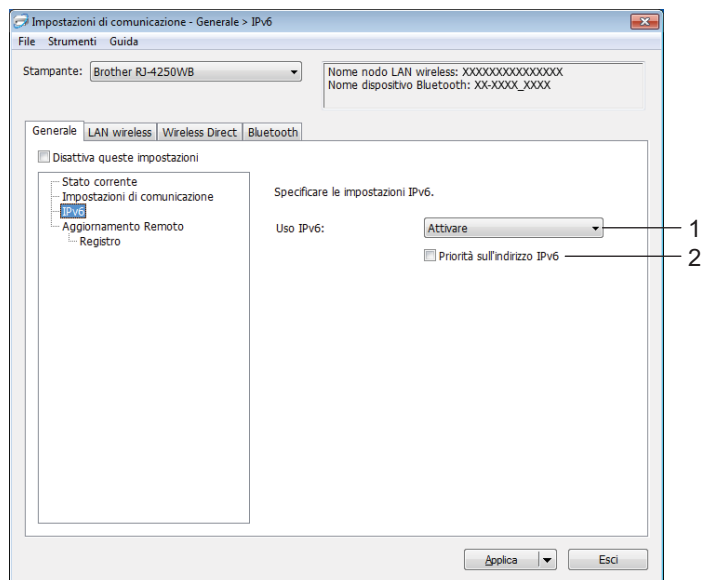 Impostazioni di comunicazione - Generale > IPv6
File Strumenti Guida
Stampante: Brother RJ-4250WB
Nome nodo LAN wireless: XXXXXXXXXXXXXXX
Nome dispositivo Bluetooth: XX-XXXX_XXXX
Generale LAN wireless Wireless Direct Bluetooth
Disattiva queste impostazioni
Stato corrente
Impostazioni di comunicazione
IPv6
Aggiornamento Remoto
Registro
Specificare le impostazioni IPv6.
Uso IPv6: Attivare 1
Priorità sull'indirizzo IPv6 2
Applica Esci